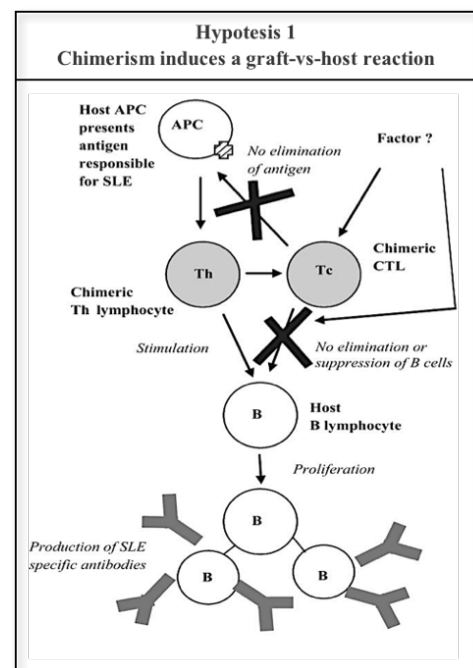 Hypotesis 1
Chimerism induces a graft-vs-host reaction
Host APC
presents
antigen
responsible
for SLE
APC
No elimination
of antigen
Factor ?
Th
Tc
Chimeric
CTL
Chimeric
Th lymphocyte
Stimulation
No elimination or
suppression of B cells
B
Host
B lymphocyte
Proliferation
B
Production of SLE
specific antibodies
B
B